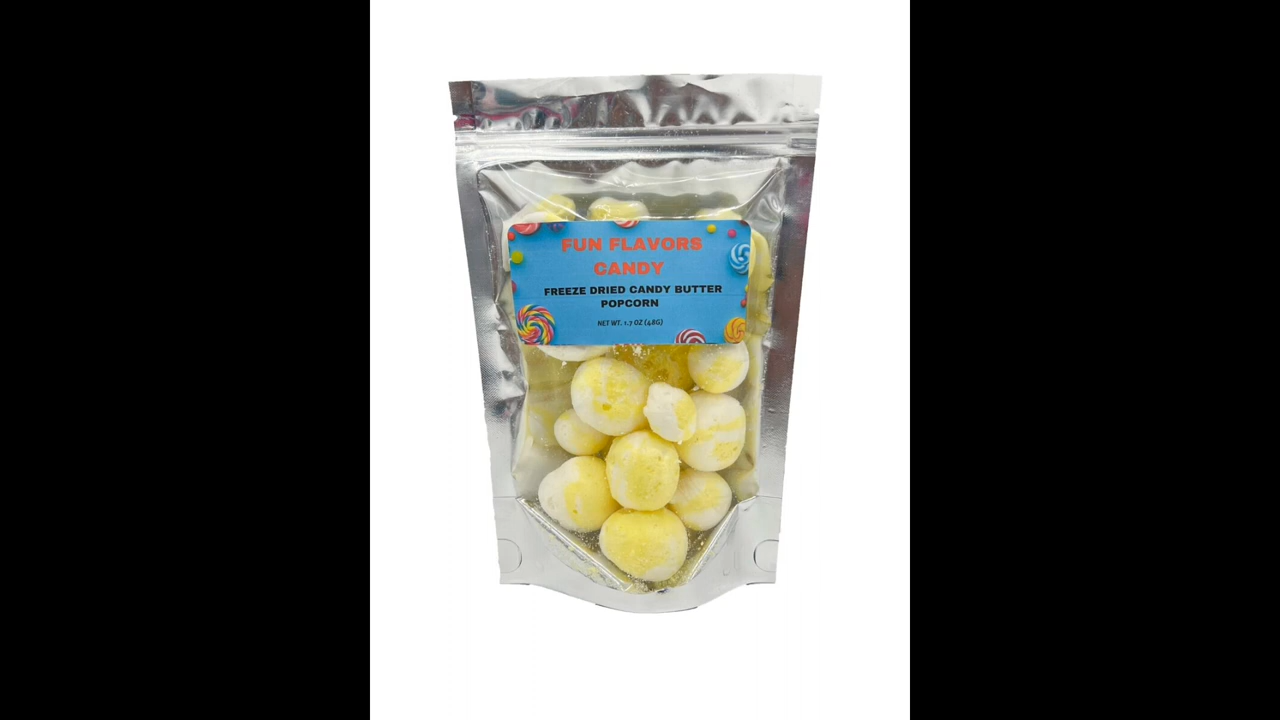 FUN FLAVORS
CANDY
FREEZE DRIED CANDY BUTTER
POPCORN
NET WT. 1.7 OZ (48G)